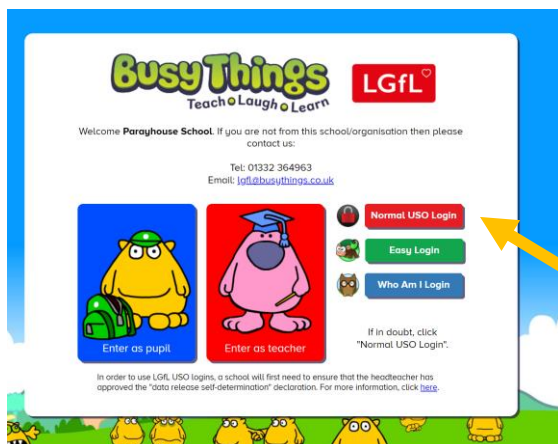 Busy Things
Teach Laugh Learn
LGfL
Welcome Parayhouse School. If you are not from this school/organisation then please
contact us:
Tel: 01332 364963
Email: lgfl@busythings.co.uk
Enter as pupil
Enter as teacher
Normal USO Login
Easy Login
Who Am I Login
If in doubt, click
"Normal USO Login".
In order to use LGfL USO logins, a school will first need to ensure that the headteacher has
approved the "data release self-determination" declaration. For more information, click here.